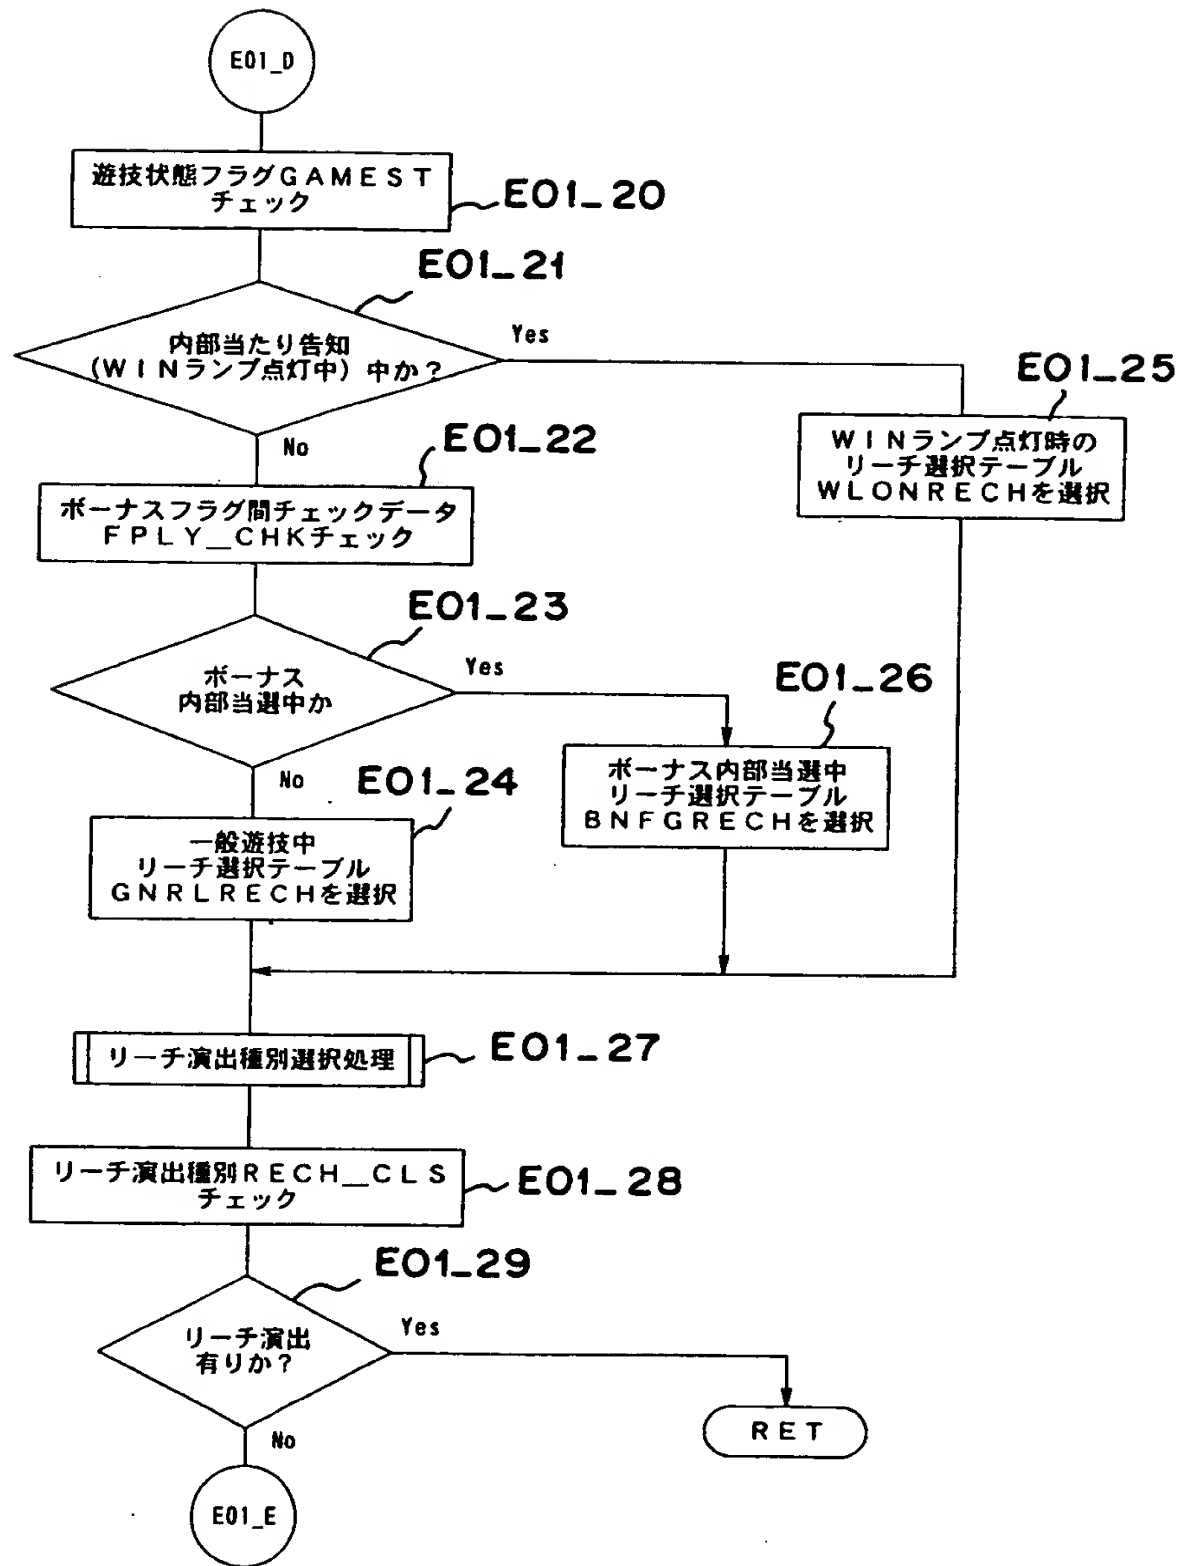 E01_D
遊技状態フラグGAMEST
チェック
E01_20
E01_21
内部当たり告知
(WINランプ点灯中)中か?
Yes
No
E01_25
WINランプ点灯時の
リーチ選択テーブル
WLONRECHを選択
E01_22
ボーナスフラグ間チェックデータ
FPLY__CHKチェック
E01_23
ボーナス
内部当選中か
Yes
No
E01_26
ボーナス内部当選中
リーチ選択テーブル
BNFGRECHを選択
E01_24
一般遊技中
リーチ選択テーブル
GNRLRECHを選択
リーチ演出種別選択処理
E01_27
リーチ演出種別RECH__CLS
チェック
E01_28
E01_29
リーチ演出
有りか?
Yes
RET
No
E01_E